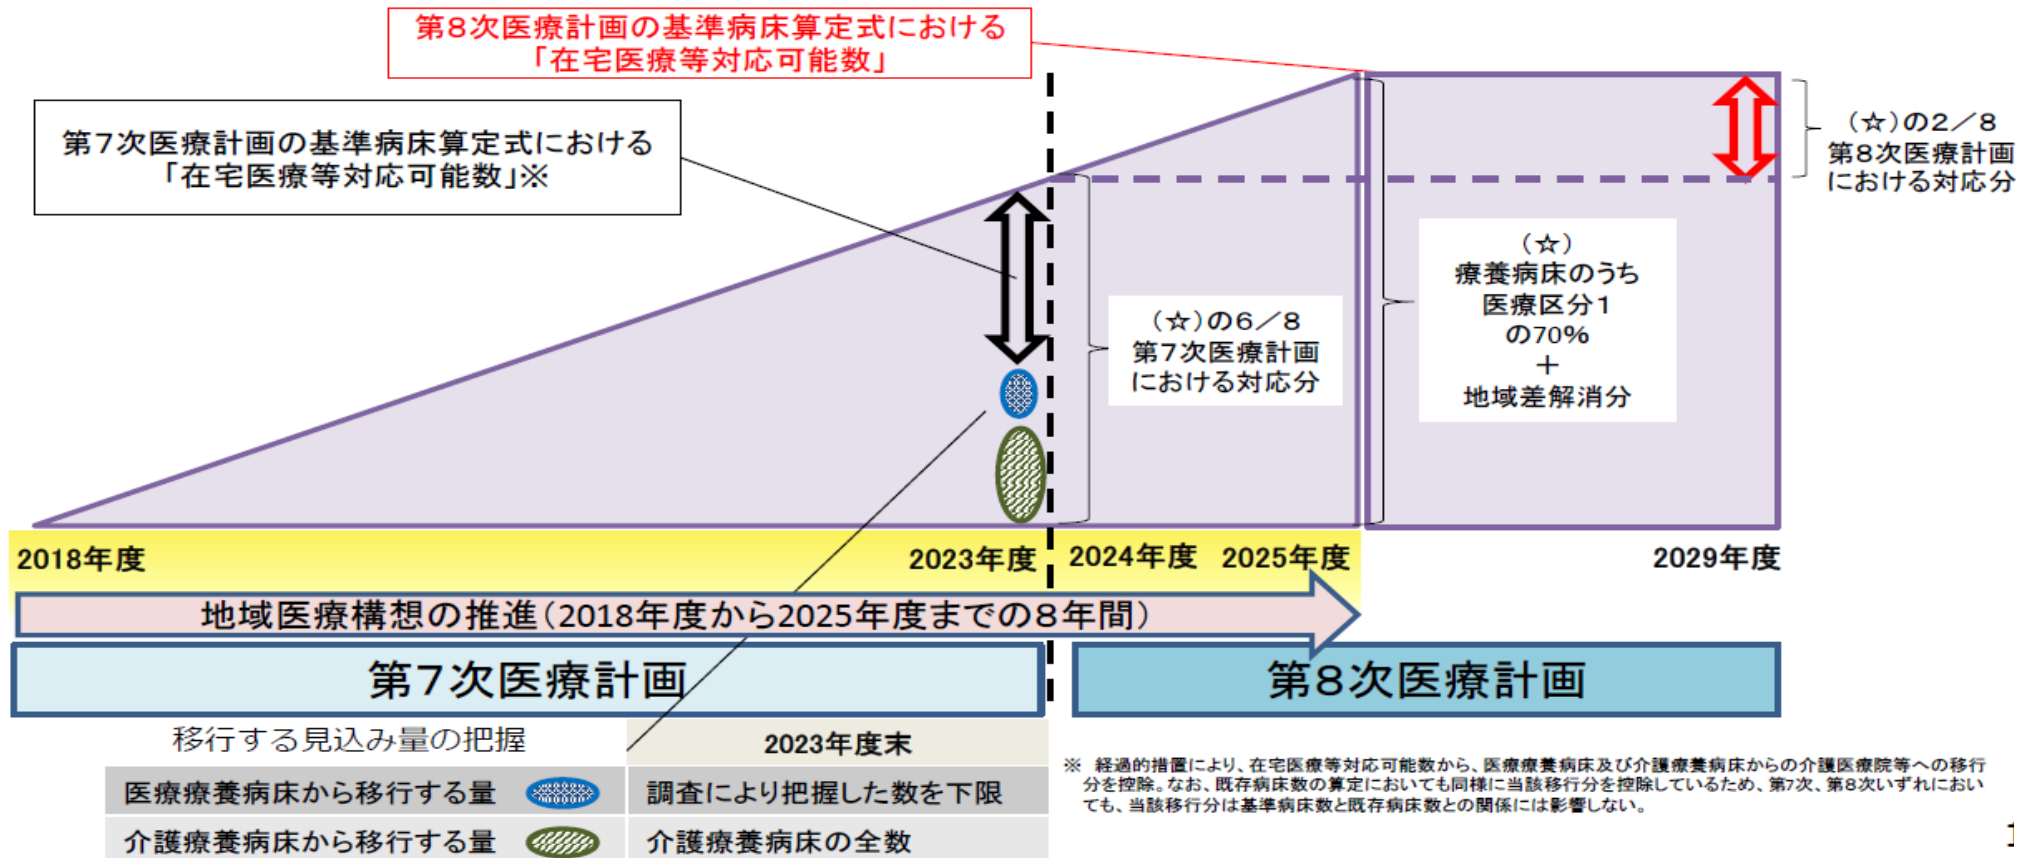 第８次医療計画の基準病床算定式における
「在宅医療等対応可能数」
第７次医療計画の基準病床算定式における
「在宅医療等対応可能数」※
（☆）の２／８
第８次医療計画
における対応分
（☆）
療養病床のうち
医療区分１
の70%
＋
地域差解消分
（☆）の６／８
第７次医療計画
における対応分
2018年度
2023年度
2024年度
2025年度
2029年度
地域医療構想の推進（2018年度から2025年度までの８年間）
第７次医療計画
第８次医療計画
移行する見込み量の把握
2023年度末
医療療養病床から移行する量
調査により把握した数を下限
介護療養病床から移行する量
介護療養病床の全数
※　経過的措置により、在宅医療等対応可能数から、医療療養病床及び介護療養病床からの介護医療院等への移行
分を控除。なお、既存病床数の算定においても同様に当該移行分を控除しているため、第7次、第8次いずれにおい
ても、当該移行分は基準病床数と既存病床数との関係には影響しない。